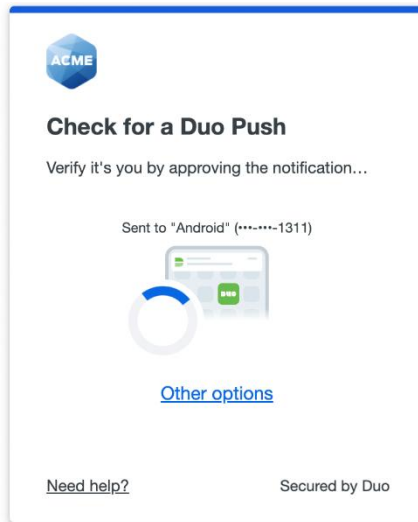 ACME
Check for a Duo Push
Verify it's you by approving the notification…
Sent to "Android" (•••-•••-1311)
DUO
Other options
Need help?
Secured by Duo